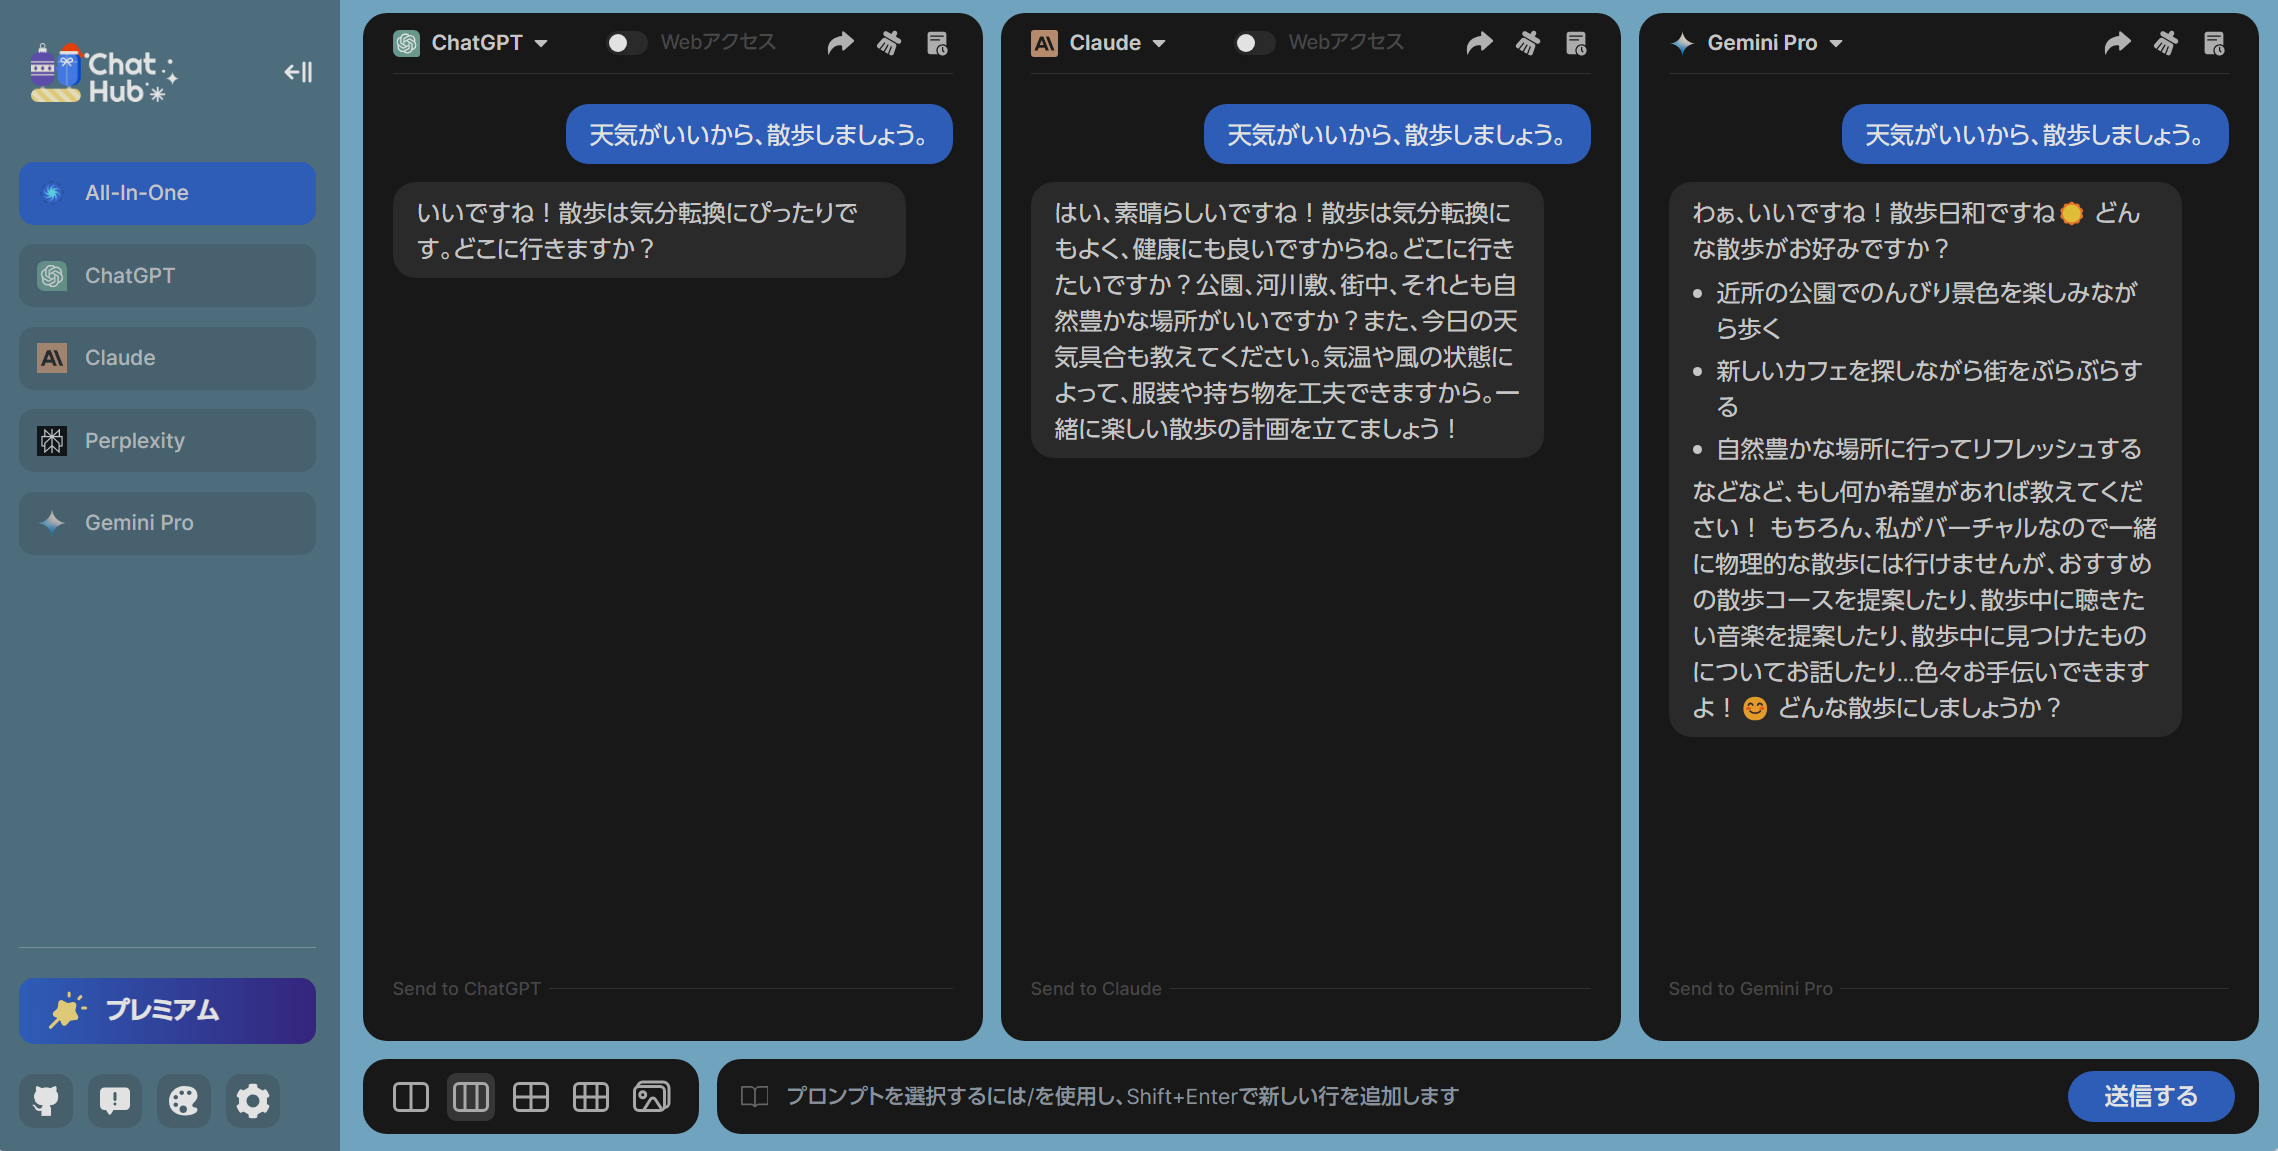 Chat
Hub
All-In-One
ChatGPT
Claude
Perplexity
Gemini Pro
プレミアム
ChatGPT
Webアクセス
天気がいいから、散歩しましょう。
いいですね！散歩は気分転換にぴったりで
す。どこに行きますか？
Send to ChatGPT
Claude
Webアクセス
天気がいいから、散歩しましょう。
はい、素晴らしいですね！散歩は気分転換に
もよく、健康にも良いですからね。どこに行き
たいですか？公園、河川敷、街中、それとも自
然豊かな場所がいいですか？また、今日の天
気具合も教えてください。気温や風の状態に
よって、服装や持ち物を工夫できますから。一
緒に楽しい散歩の計画を立てましょう！
Send to Claude
Gemini Pro
天気がいいから、散歩しましょう。
わぁ、いいですね！散歩日和ですね🌞 どん
な散歩がお好みですか？
• 近所の公園でのんびり景色を楽しみなが
ら歩く
• 新しいカフェを探しながら街をぶらぶらす
る
• 自然豊かな場所に行ってリフレッシュする
などなど、もし何か希望があれば教えてくだ
さい！ もちろん、私がバーチャルなので一緒
に物理的な散歩には行けませんが、おすすめ
の散歩コースを提案したり、散歩中に聴きた
い音楽を提案したり、散歩中に見つけたもの
についてお話したり...色々お手伝いできます
よ！😊 どんな散歩にしましょうか？
Send to Gemini Pro
プロンプトを選択するには/を使用し、Shift+Enterで新しい行を追加します
送信する